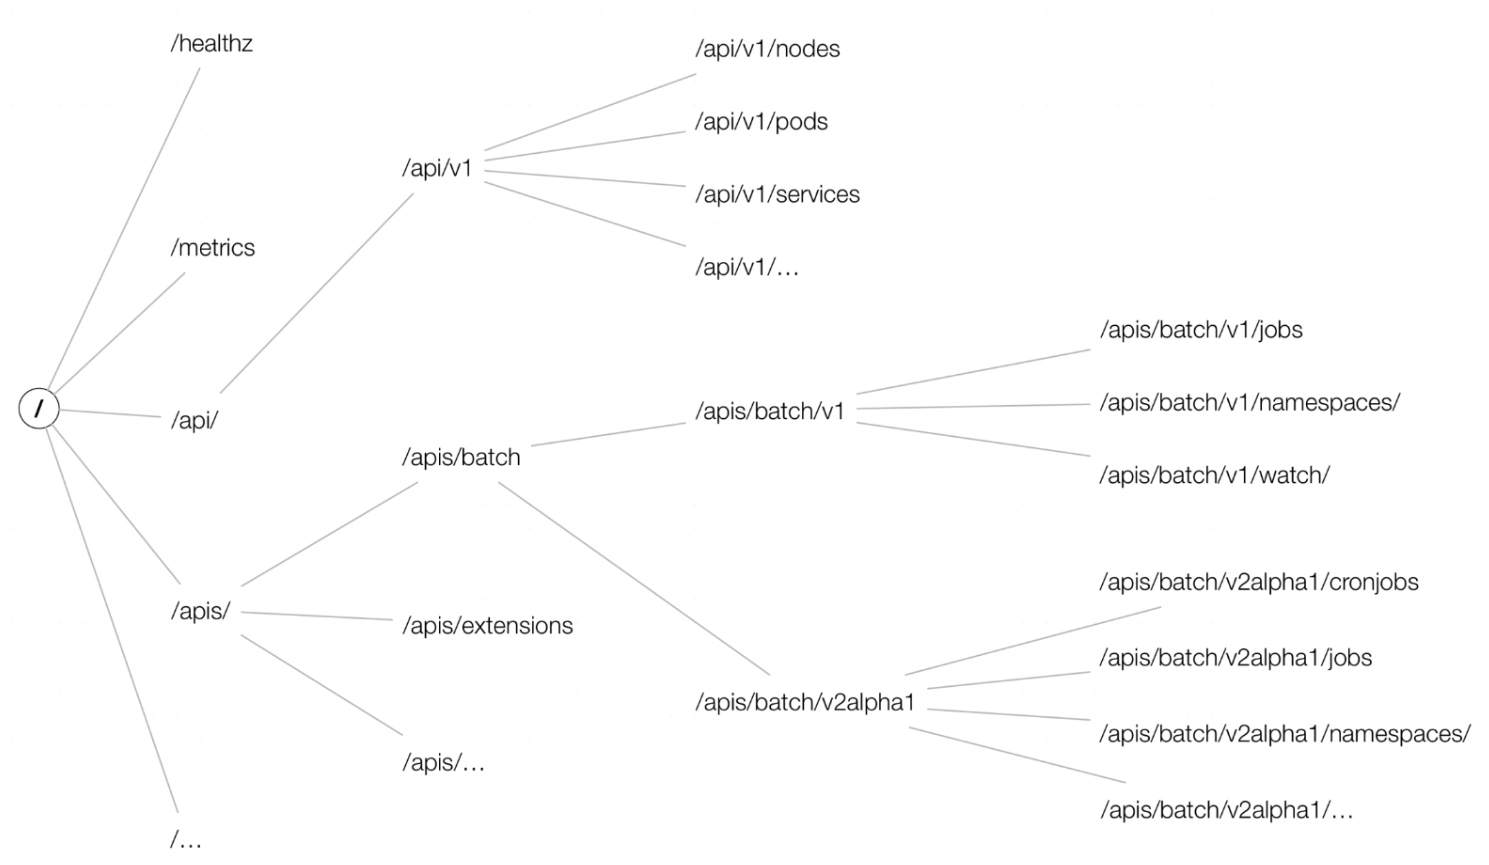 /healthz
/metrics
/
/api/
/apis/
/…
/api/v1
/apis/batch
/apis/extensions
/apis/…
/api/v1/nodes
/api/v1/pods
/api/v1/services
/api/v1/…
/apis/batch/v1
/apis/batch/v2alpha1
/apis/batch/v1/jobs
/apis/batch/v1/namespaces/
/apis/batch/v1/watch/
/apis/batch/v2alpha1/cronjobs
/apis/batch/v2alpha1/jobs
/apis/batch/v2alpha1/namespaces/
/apis/batch/v2alpha1/…